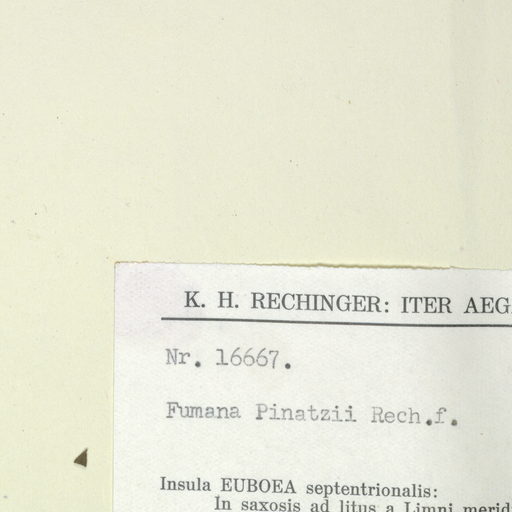 K. H. RECHINGER: ITER AEG
Nr. 16667.
Fumana Pinatzii Rech.f.
Insula EUBOEA septentrionalis:
In saxosis ad litus a Limni merid